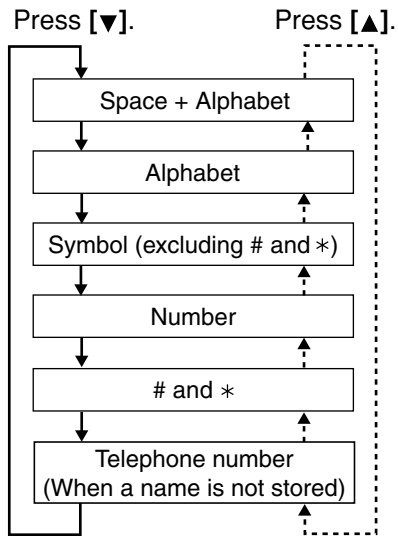 Press [▼].
Press [▲].
Space + Alphabet
Alphabet
Symbol (excluding # and ∗)
Number
# and ∗
Telephone number
(When a name is not stored)